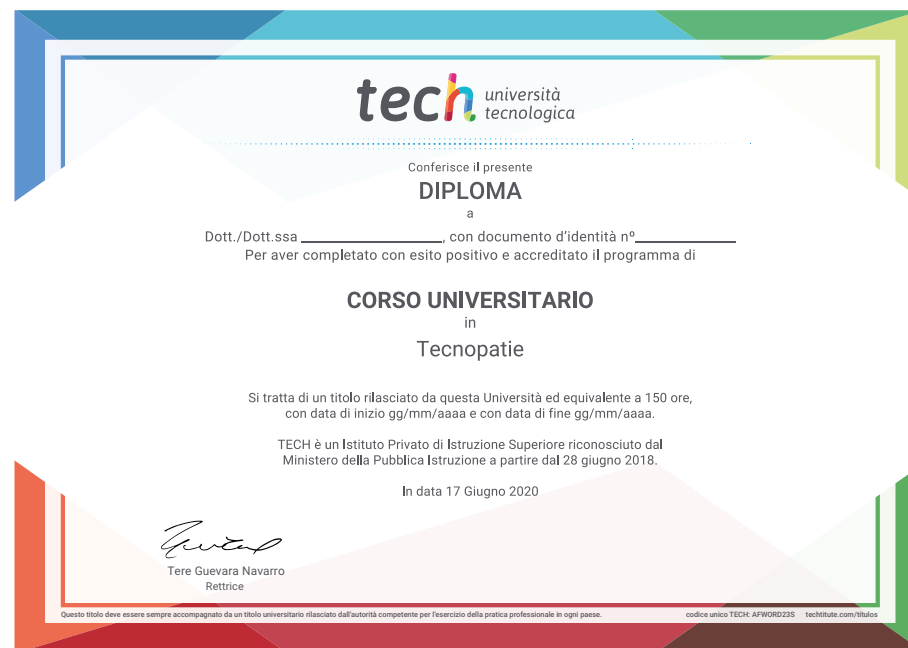 tech università
tecnologica
Conferisce il presente
DIPLOMA
a
Dott./Dott.ssa ____________________, con documento d'identità nº______________
Per aver completato con esito positivo e accreditato il programma di
CORSO UNIVERSITARIO
in
Tecnopatie
Si tratta di un titolo rilasciato da questa Università ed equivalente a 150 ore,
con data di inizio gg/mm/aaaa e con data di fine gg/mm/aaaa.
TECH è un Istituto Privato di Istruzione Superiore riconosciuto dal
Ministero della Pubblica Istruzione a partire dal 28 giugno 2018.
In data 17 Giugno 2020
Tere Guevara Navarro
Rettrice
Questo titolo deve essere sempre accompagnato da un titolo universitario rilasciato dall'autorità competente per l'esercizio della pratica professionale in ogni paese. codice unico TECH: AFWORD23S techtitute.com/titulos